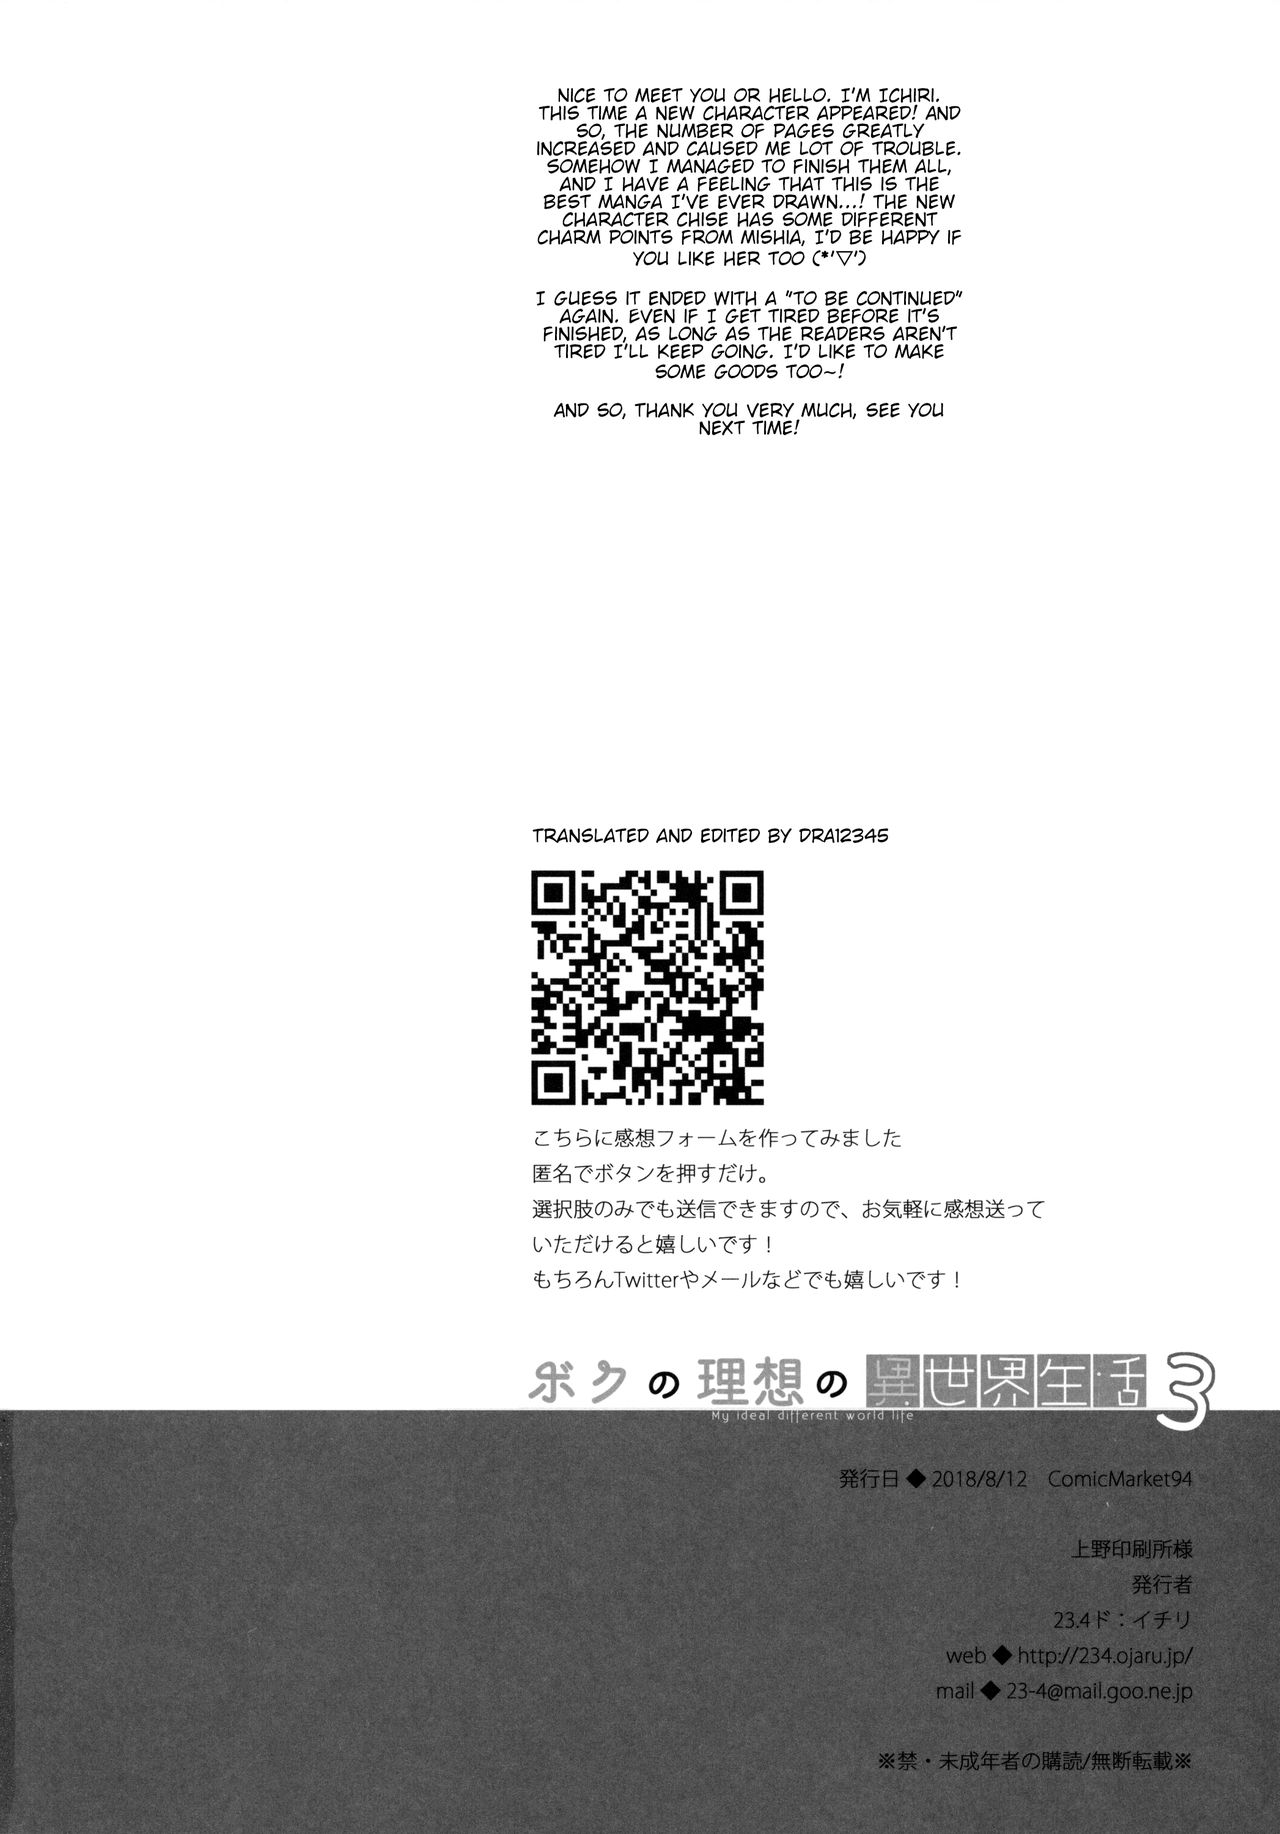 NICE TO MEET YOU OR HELLO. I'M ICHIRI.
THIS TIME A NEW CHARACTER APPEARED! AND
SO, THE NUMBER OF PAGES GREATLY
INCREASED AND CAUSED ME LOT OF TROUBLE.
SOMEHOW I MANAGED TO FINISH THEM ALL,
AND I HAVE A FEELING THAT THIS IS THE
BEST MANGA I'VE EVER DRAWN...! THE NEW
CHARACTER CHISE HAS SOME DIFFERENT
CHARM POINTS FROM MISHIA, I'D BE HAPPY IF
YOU LIKE HER TOO (*'▽')
I GUESS IT ENDED WITH A "TO BE CONTINUED"
AGAIN. EVEN IF I GET TIRED BEFORE IT'S
FINISHED, AS LONG AS THE READERS AREN'T
TIRED I'LL KEEP GOING. I'D LIKE TO MAKE
SOME GOODS TOO~!
AND SO, THANK YOU VERY MUCH, SEE YOU
NEXT TIME!
TRANSLATED AND EDITED BY DRA12345
こちらに感想フォームを作ってみました
匿名でボタンを押すだけ。
選択肢のみでも送信できますので、お気軽に感想送って
いただけると嬉しいです！
もちろんTwitterやメールなどでも嬉しいです！
ボクの理想の異世界生活3
My ideal different world life
発行日◆2018/8/12 ComicMarket94
上野印刷所様
発行者
23.4ド：イチリ
web◆http://234.ojaru.jp/
mail◆23-4@mail.goo.ne.jp
※禁・未成年者の購読/無断転載※